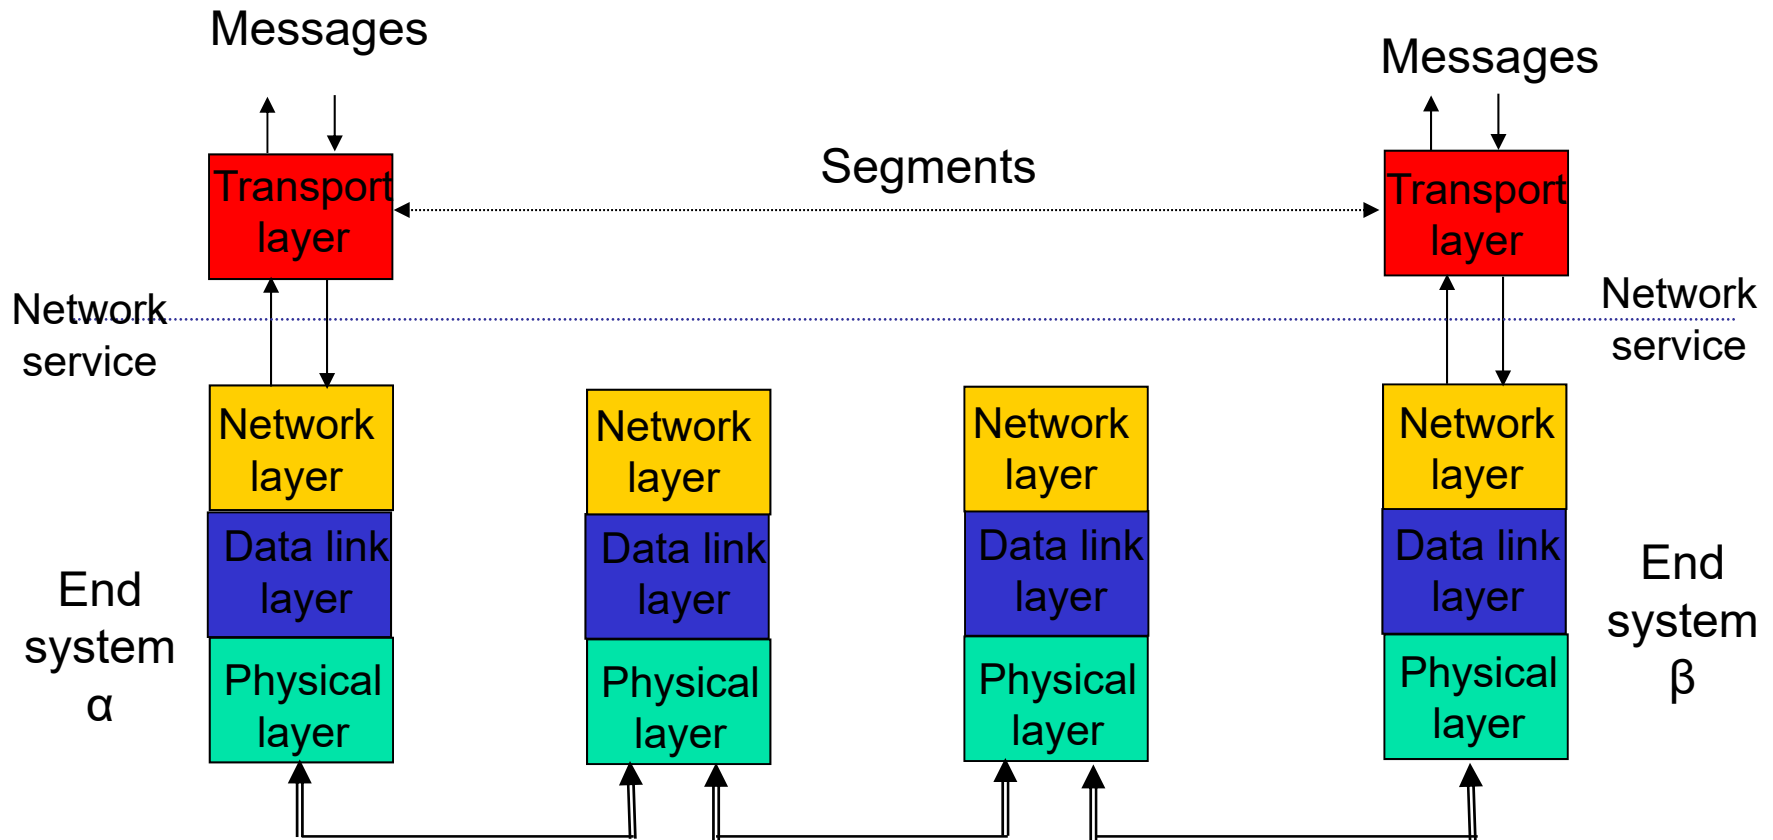 Messages
Messages
Segments
Transport
layer
Transport
layer
Network
service
Network
service
Network
layer
Network
layer
Network
layer
Network
layer
Data link
layer
Data link
layer
Data link
layer
Data link
layer
End
system
α
End
system
β
Physical
layer
Physical
layer
Physical
layer
Physical
layer